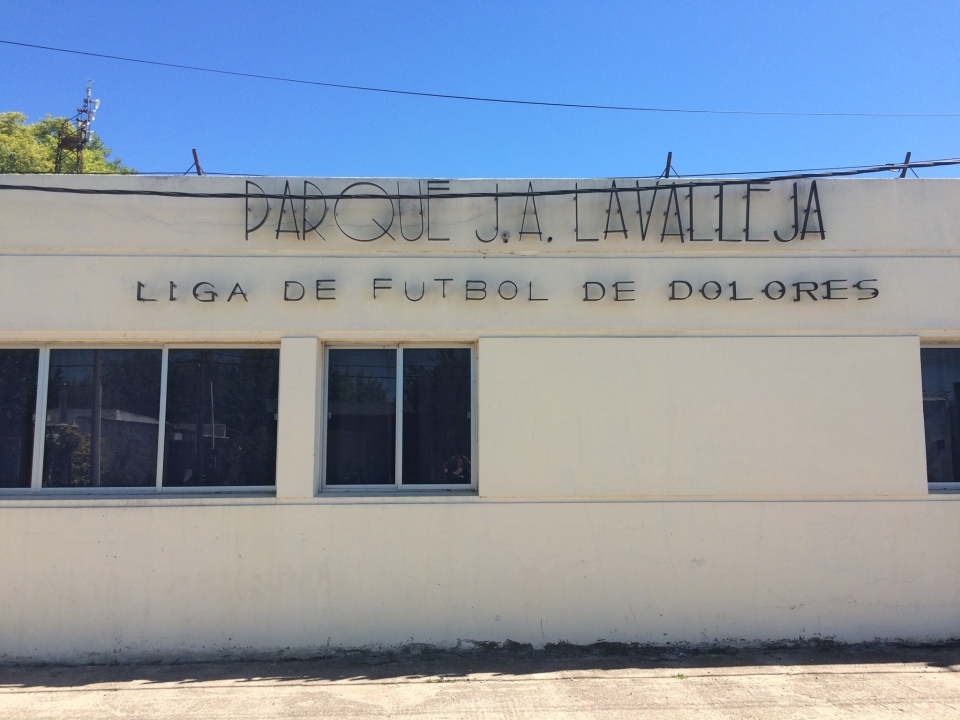 PARQUE J.A. LAVALLEJA
LIGA DE FUTBOL DE DOLORES